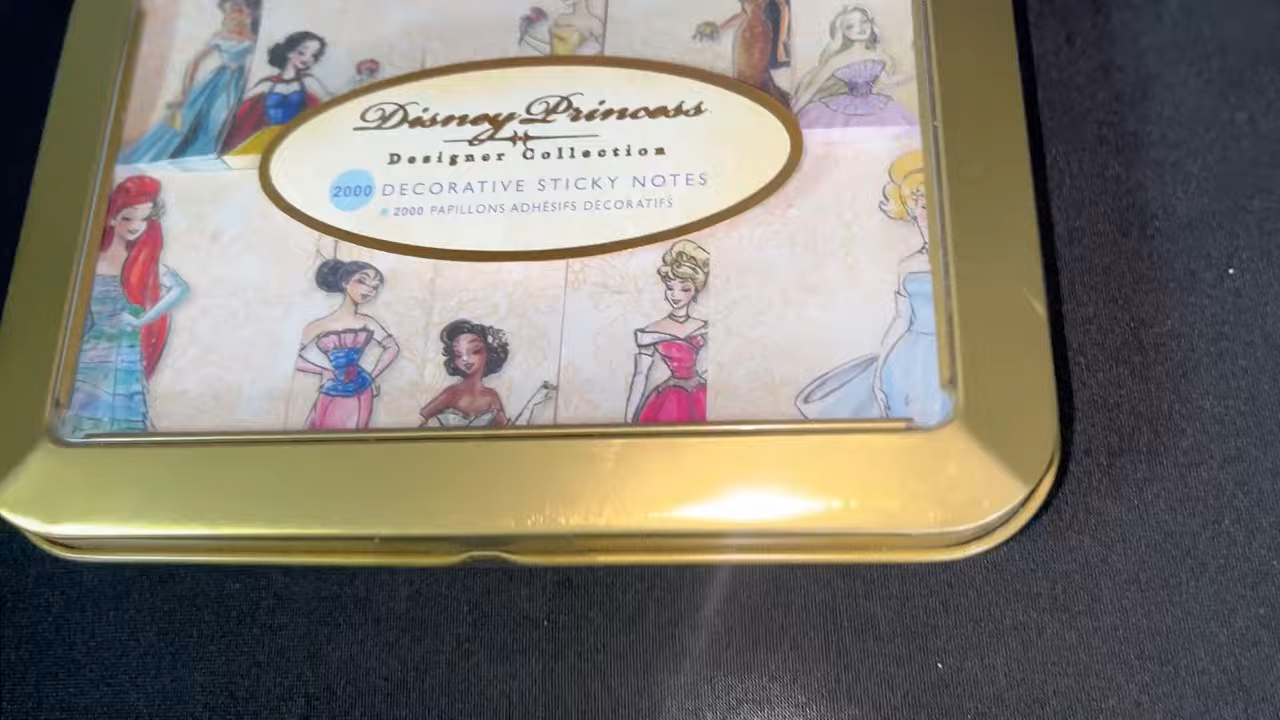 Disney Princess
Designer Collection
2000 DECORATIVE STICKY NOTES
2000 PAPILLONS ADHÉSIFS DÉCORATIFS